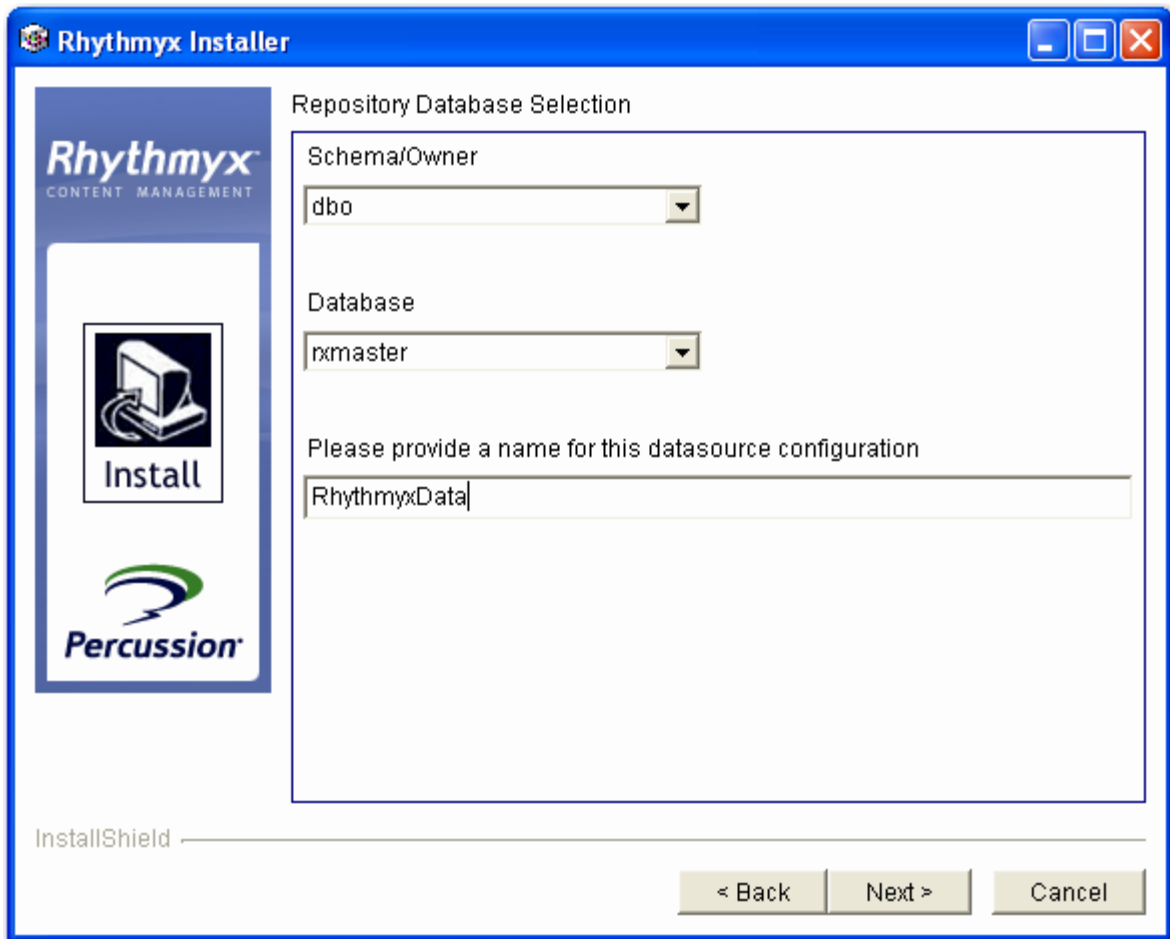 Rhythmyx Installer
Rhythmyx
CONTENT MANAGEMENT
Install
Percussion
Repository Database Selection
Schema/Owner
dbo
Database
rxmaster
Please provide a name for this datasource configuration
RhythmyxData
InstallShield
< Back
Next >
Cancel